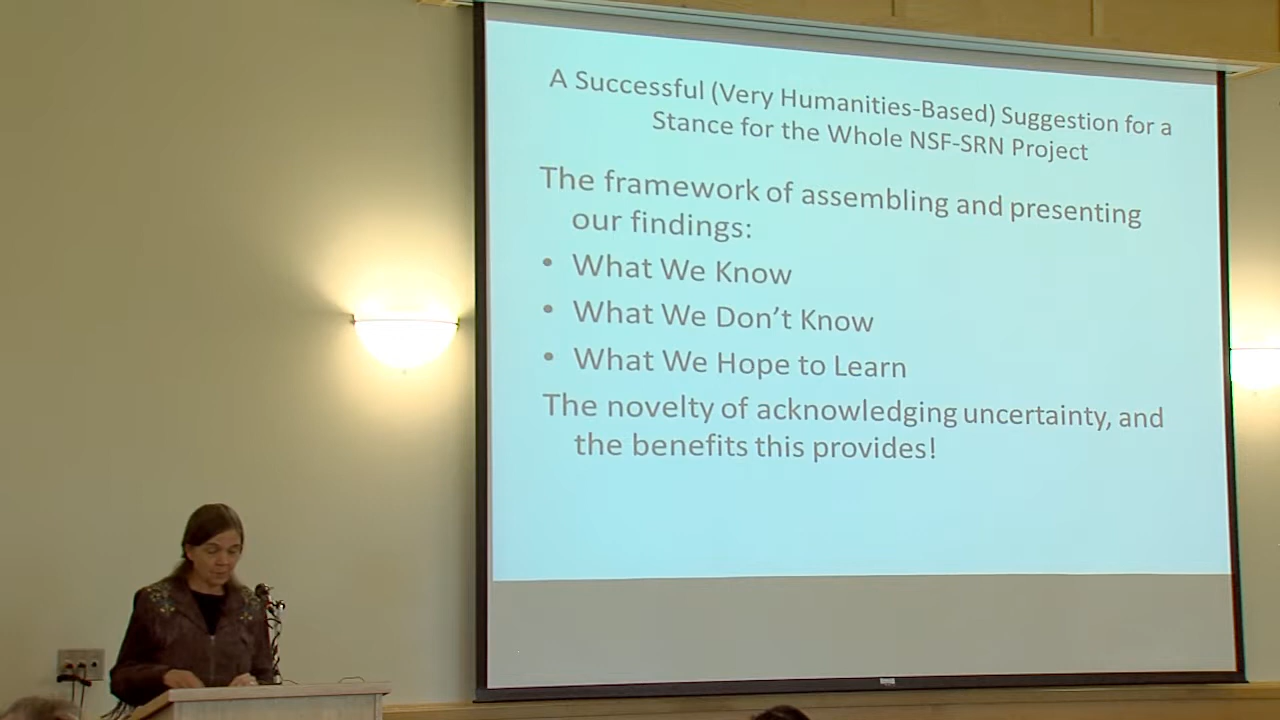 A Successful (Very Humanities-Based) Suggestion for a
Stance for the Whole NSF-SRN Project
The framework of assembling and presenting
our findings:
• What We Know
• What We Don't Know
• What We Hope to Learn
The novelty of acknowledging uncertainty, and
the benefits this provides!